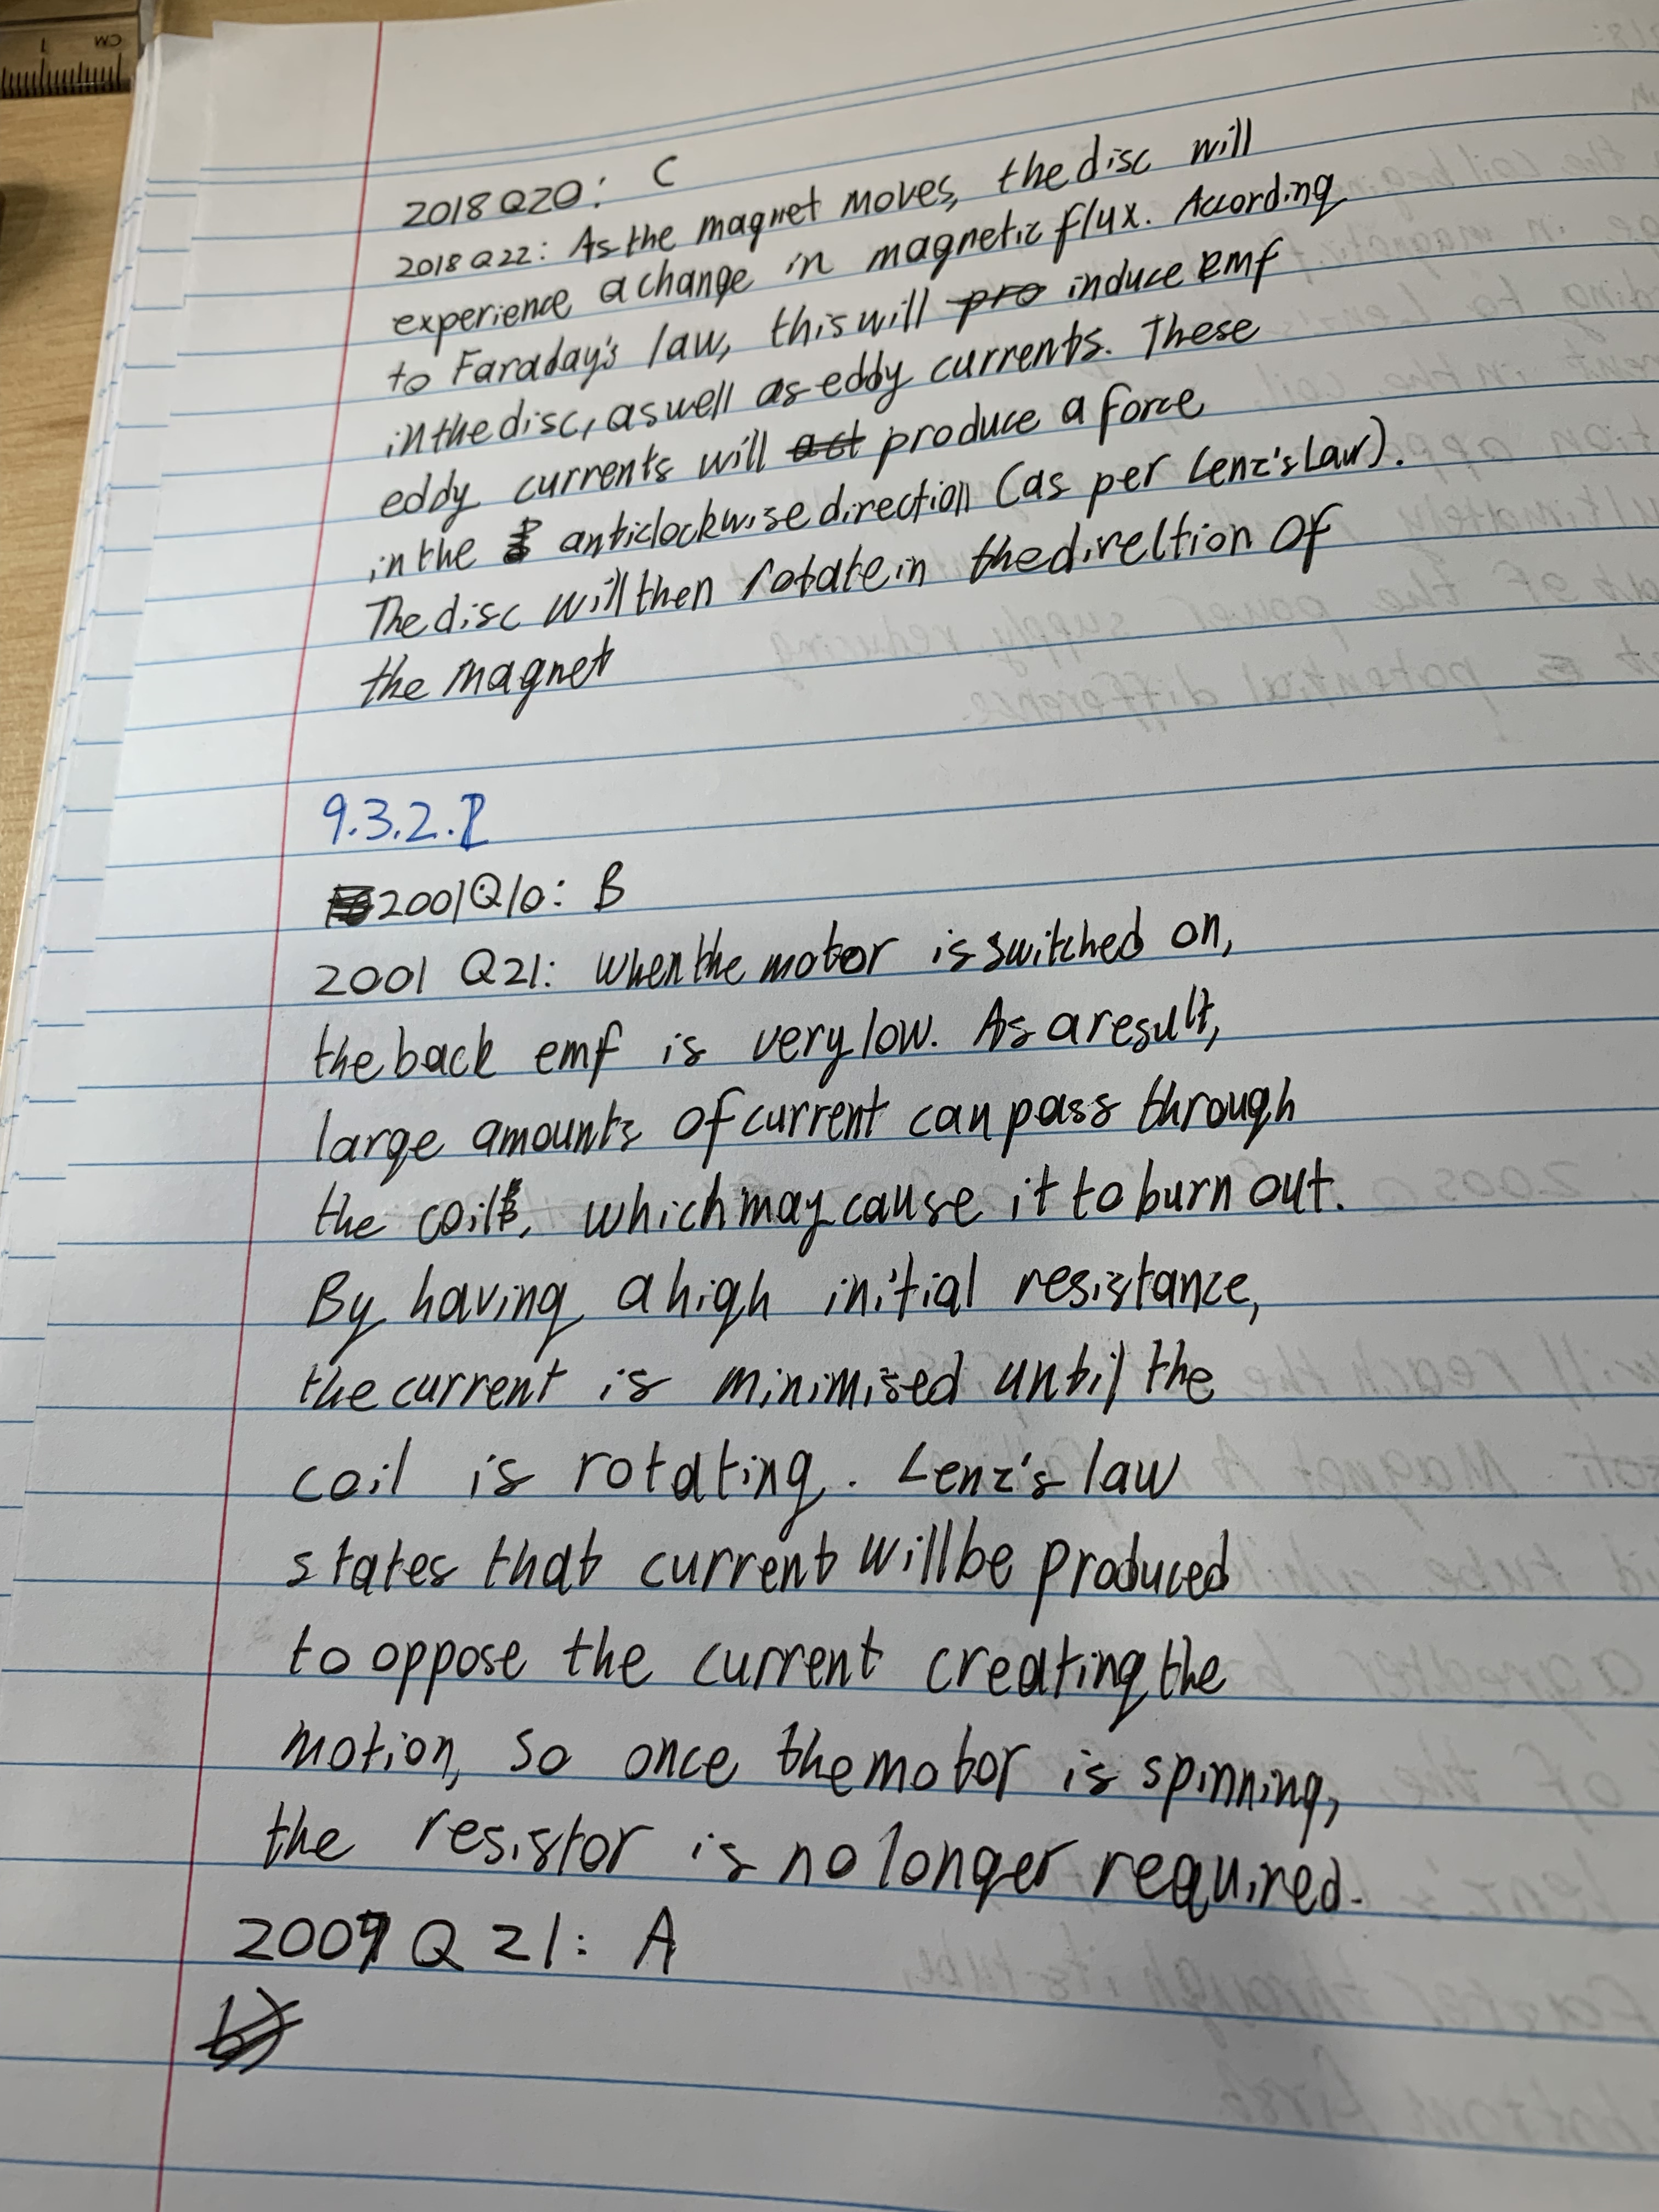 2018 Q20: C
2018 Q22: As the magnet moves, the disc will
experience a change in magnetic flux. According
to Faraday's law, this will pro induce emf
in the disc, as well as eddy currents. These
eddy currents will act produce a force
in the anticlockwise direction (as per Lenz's Law).
The disc will then rotate in the direction of
the magnet
9.3.2.
2001 Q10: B
2001 Q21: When the motor is switched on,
the back emf is very low. As a result,
large amounts of current can pass through
the coil, which may cause it to burn out.
By having a high initial resistance,
the current is minimised until the
coil is rotating. Lenz's law
states that current will be produced
to oppose the current creating the
motion, so once the motor is spinning,
the resistor is no longer required.
Q 21: A
b)
CM
1